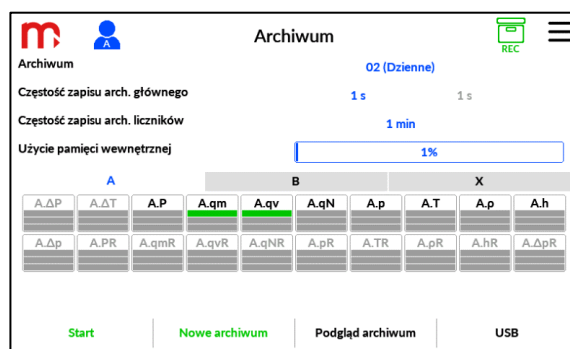 A
Archiwum
REC
Archiwum 02 (Dzienne)
Częstość zapisu arch. głównego 1 s 1 s
Częstość zapisu arch. liczników 1 min
Użycie pamięci wewnętrznej 1%
A B X
A.ΔP A.ΔT A.P A.qm A.qv A.qN A.p A.T A.ρ A.h
A.Δp A.PR A.qmR A.qvR A.qNR A.pR A.TR A.ρR A.hR A.ΔpR
Start Nowe archiwum Podgląd archiwum USB